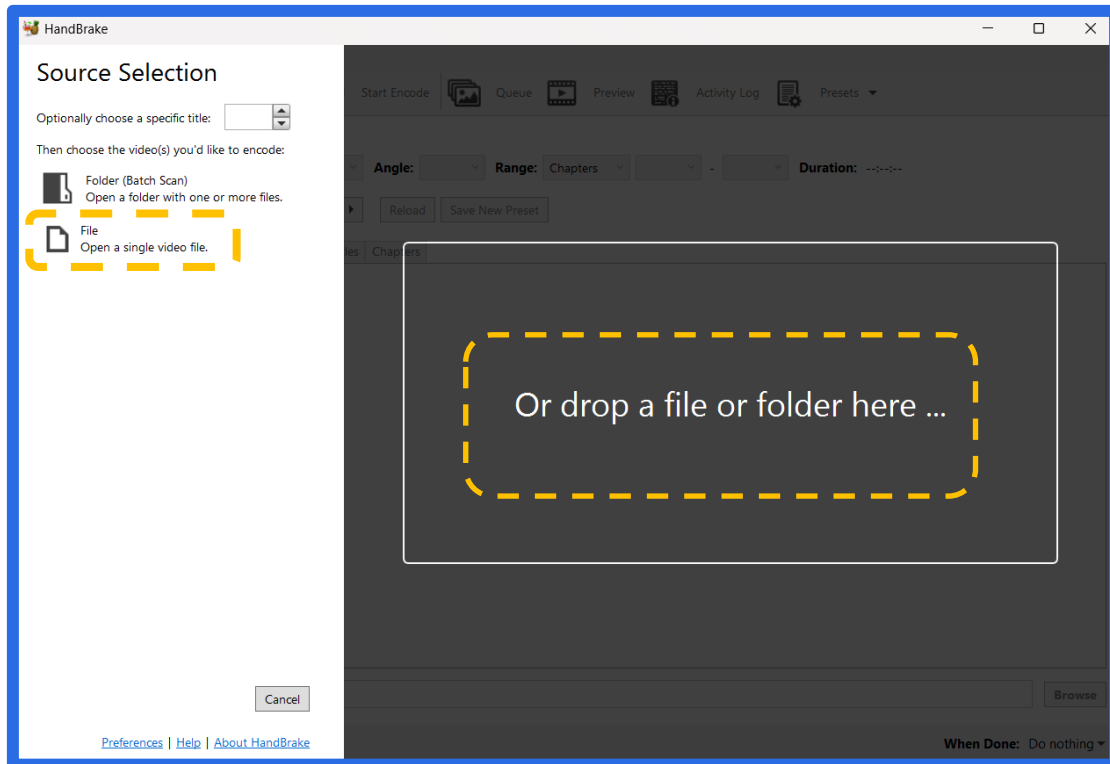 HandBrake
Source Selection
Optionally choose a specific title:
Then choose the video(s) you'd like to encode:
Folder (Batch Scan)
Open a folder with one or more files.
File
Open a single video file.
Cancel
Preferences | Help | About HandBrake
Start Encode Queue Preview Activity Log Presets
Angle: Range: Chapters - Duration: --:--:--
Reload Save New Preset
Chapters
Or drop a file or folder here ...
Browse
When Done: Do nothing